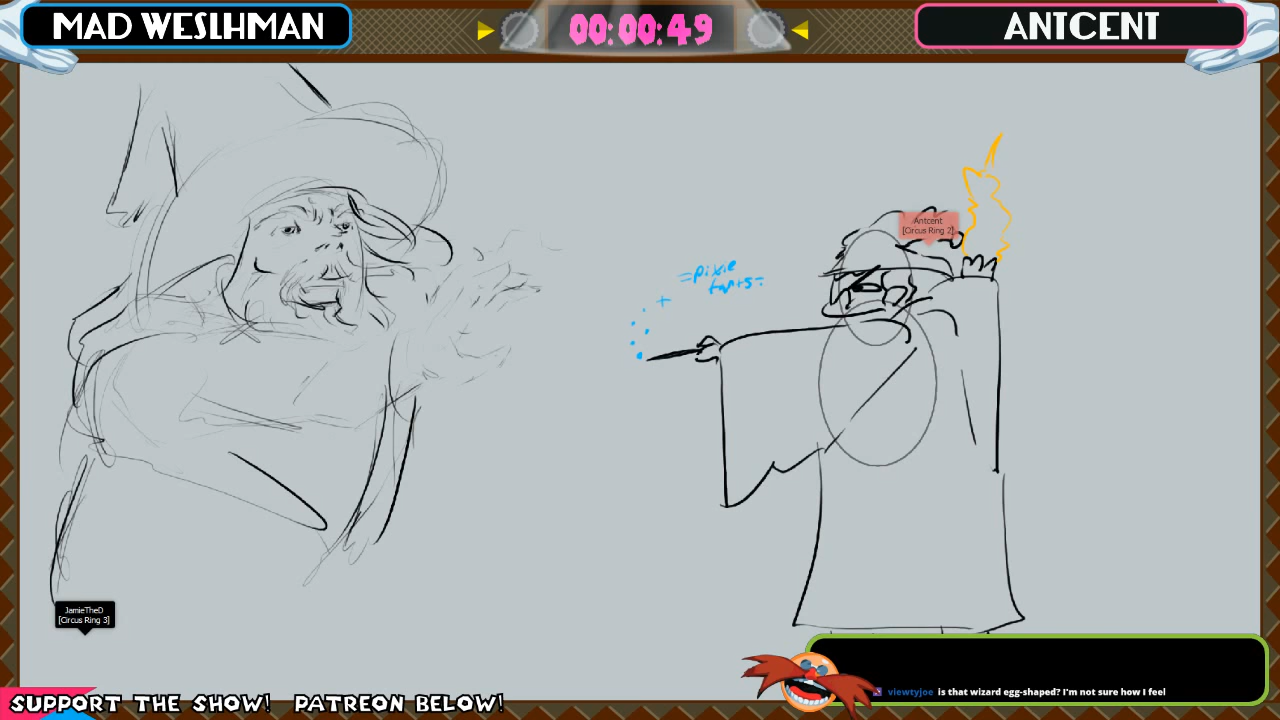 MAD WESLHMAN
00:00:49
ANTCENT
Antcent
[Circus Ring 2]
=pixie
farts=
JamieTheD
[Circus Ring 3]
viewtyjoe is that wizard egg-shaped? I'm not sure how I feel
SUPPORT THE SHOW! PATREON BELOW!